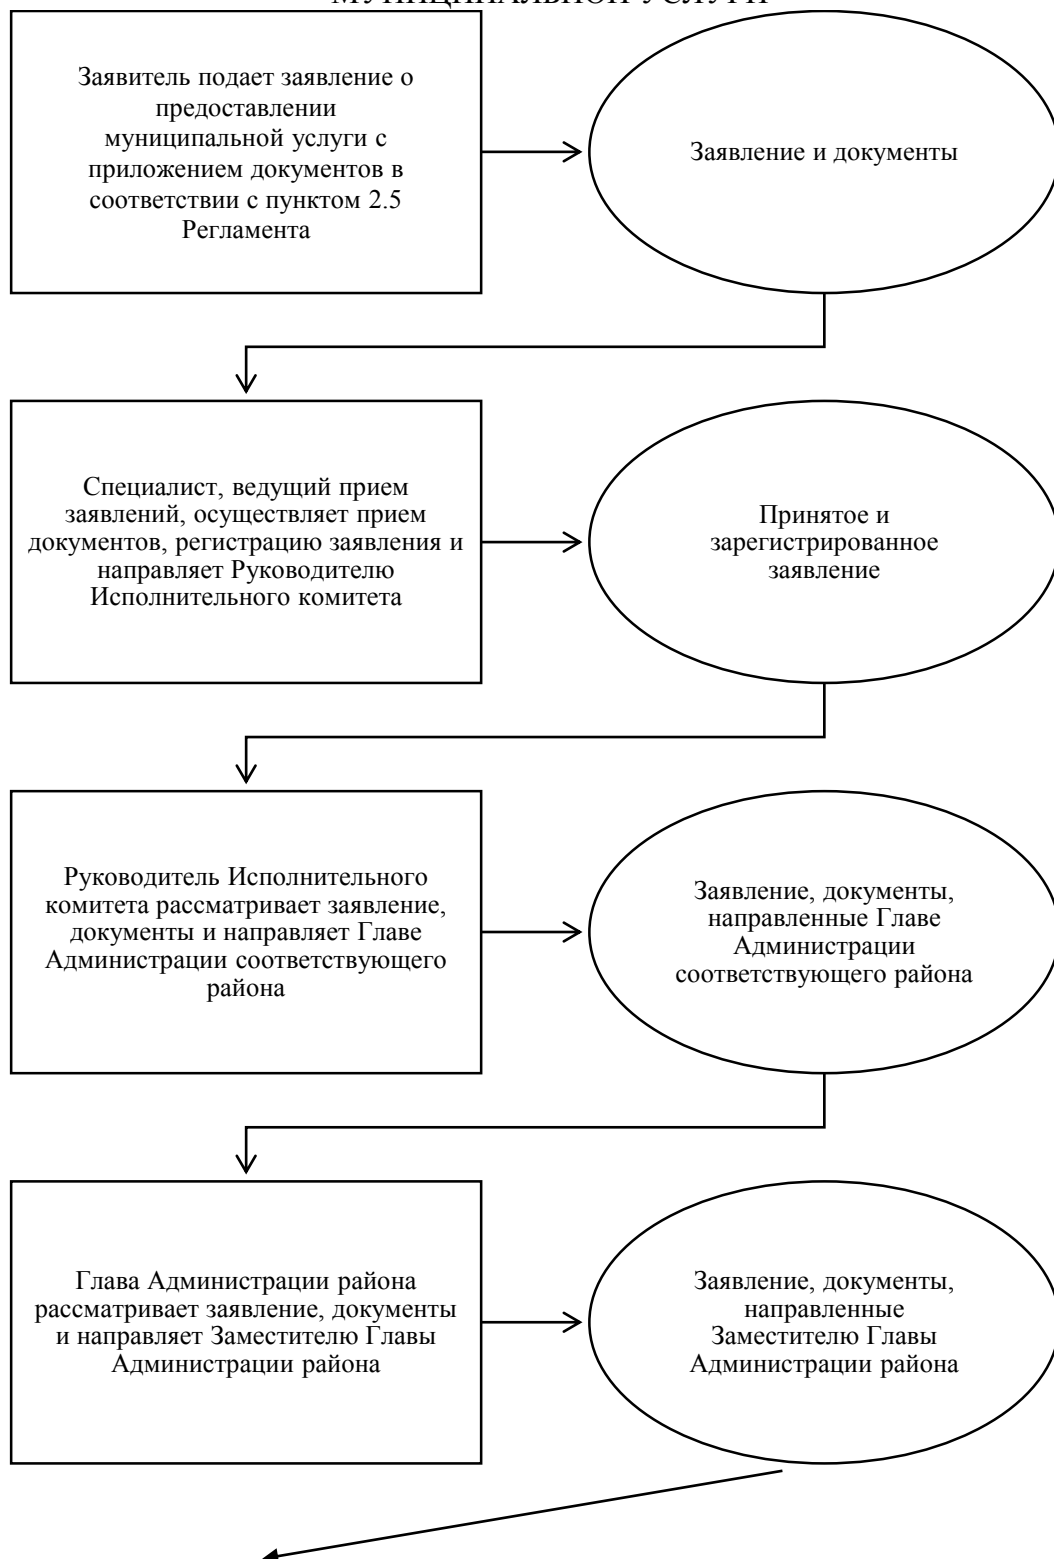 МУНИЦИПАЛЬНОЙ УСЛУГИ
Заявитель подает заявление о
предоставлении
муниципальной услуги с
приложением документов в
соответствии с пунктом 2.5
Регламента
Заявление и документы
Специалист, ведущий прием
заявлений, осуществляет прием
документов, регистрацию заявления и
направляет Руководителю
Исполнительного комитета
Принятое и
зарегистрированное
заявление
Руководитель Исполнительного
комитета рассматривает заявление,
документы и направляет Главе
Администрации соответствующего
района
Заявление, документы,
направленные Главе
Администрации
соответствующего района
Глава Администрации района
рассматривает заявление, документы
и направляет Заместителю Главы
Администрации района
Заявление, документы,
направленные
Заместителю Главы
Администрации района